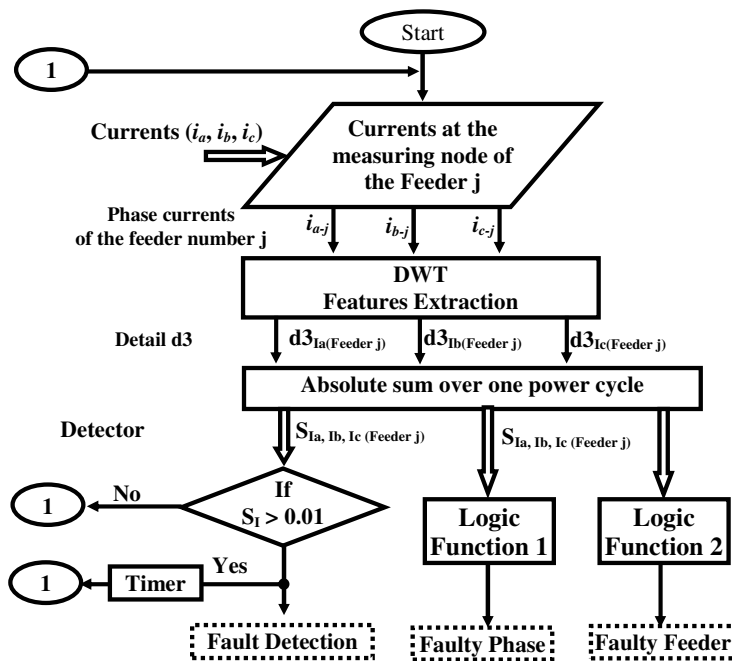 Start
1
Currents (ia, ib, ic)
Currents at the
measuring node of
the Feeder j
Phase currents
of the feeder number j
ia-j
ib-j
ic-j
DWT
Features Extraction
Detail d3
d3Ia(Feeder j)
d3Ib(Feeder j)
d3Ic(Feeder j)
Absolute sum over one power cycle
Detector
SIa, Ib, Ic (Feeder j)
SIa, Ib, Ic (Feeder j)
1
No
If
SI > 0.01
Logic
Function 1
Logic
Function 2
1
Timer
Yes
Fault Detection
Faulty Phase
Faulty Feeder